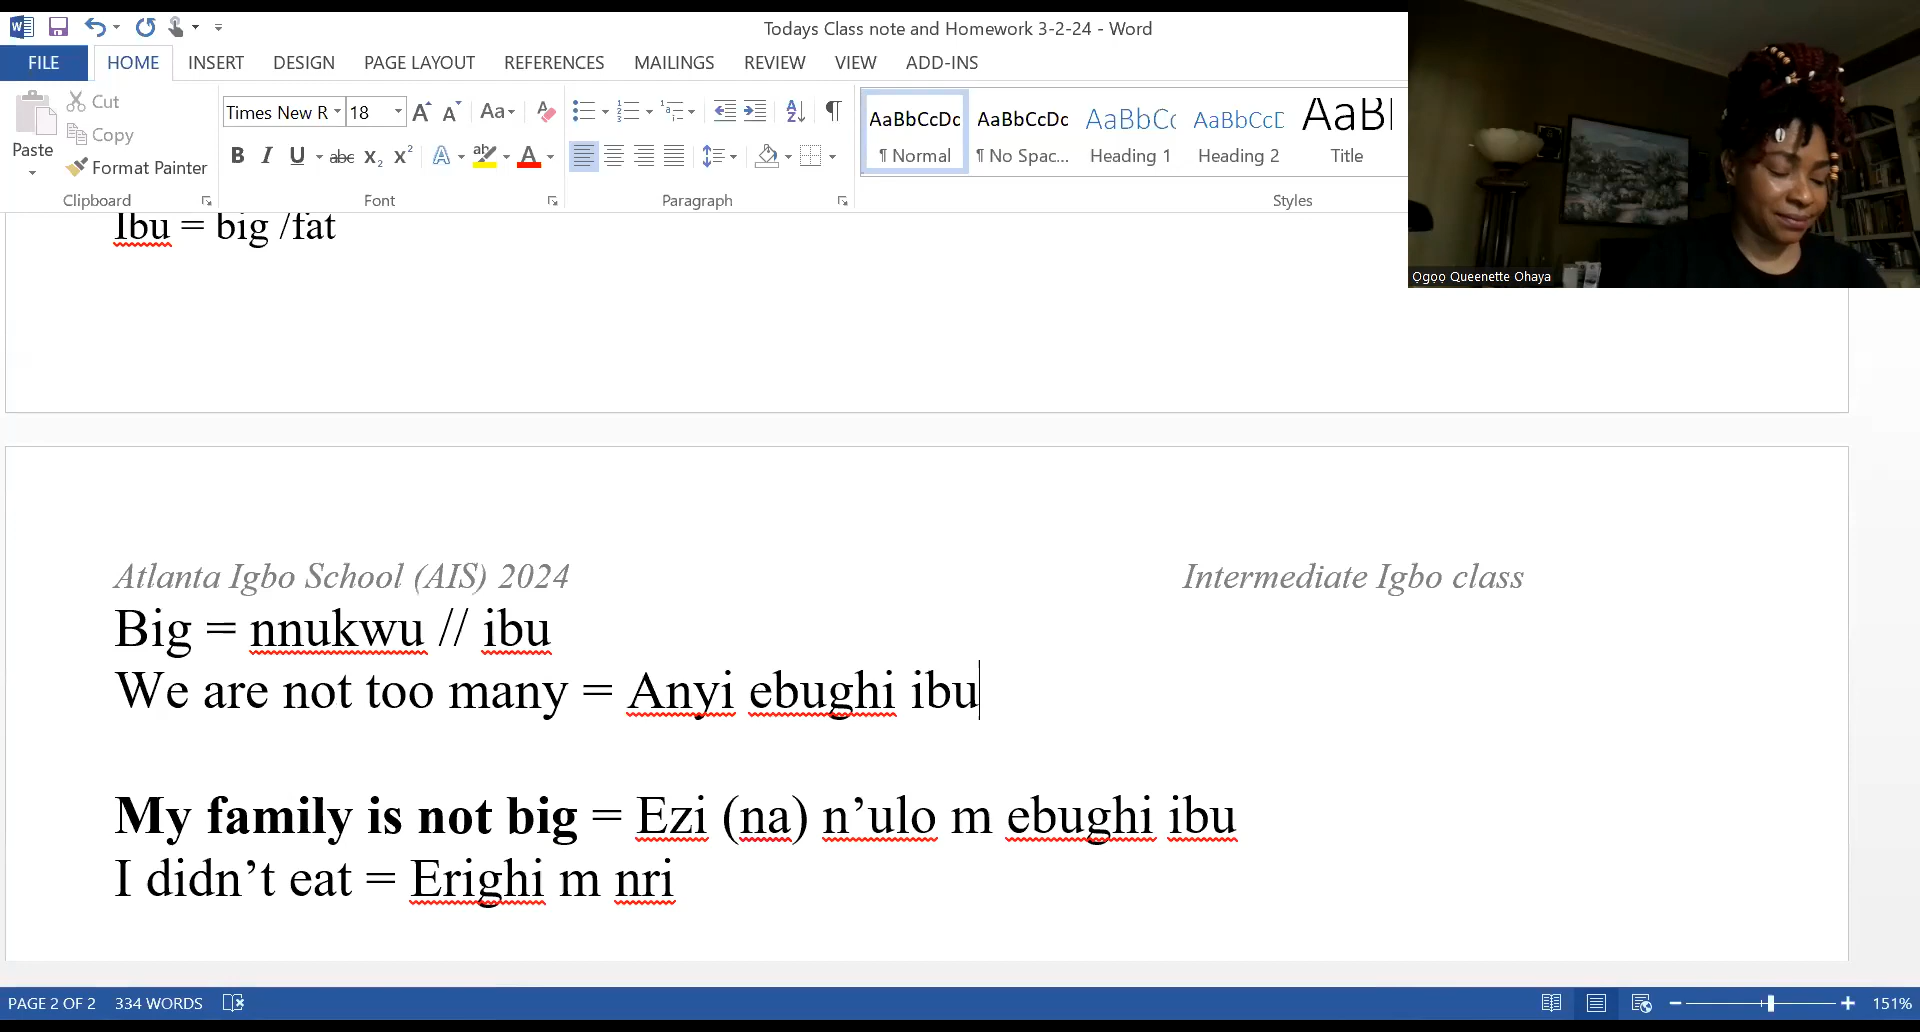 Todays Class note and Homework 3-2-24 - Word
FILE HOME INSERT DESIGN PAGE LAYOUT REFERENCES MAILINGS REVIEW VIEW ADD-INS
Paste
Cut
Copy
Format Painter
Clipboard
Times New R 18
Font
Paragraph
AaBbCcDc AaBbCcDc AaBbCc AaBbCcD AaBl
¶ Normal ¶ No Spac... Heading 1 Heading 2 Title
Styles
Ọgọọ Queenette Ohaya
Ibu = big /fat
Atlanta Igbo School (AIS) 2024 Intermediate Igbo class
Big = nnukwu // ibu
We are not too many = Anyi ebughi ibu
My family is not big = Ezi (na) n’ulo m ebughi ibu
I didn’t eat = Erighi m nri
PAGE 2 OF 2 334 WORDS 151%